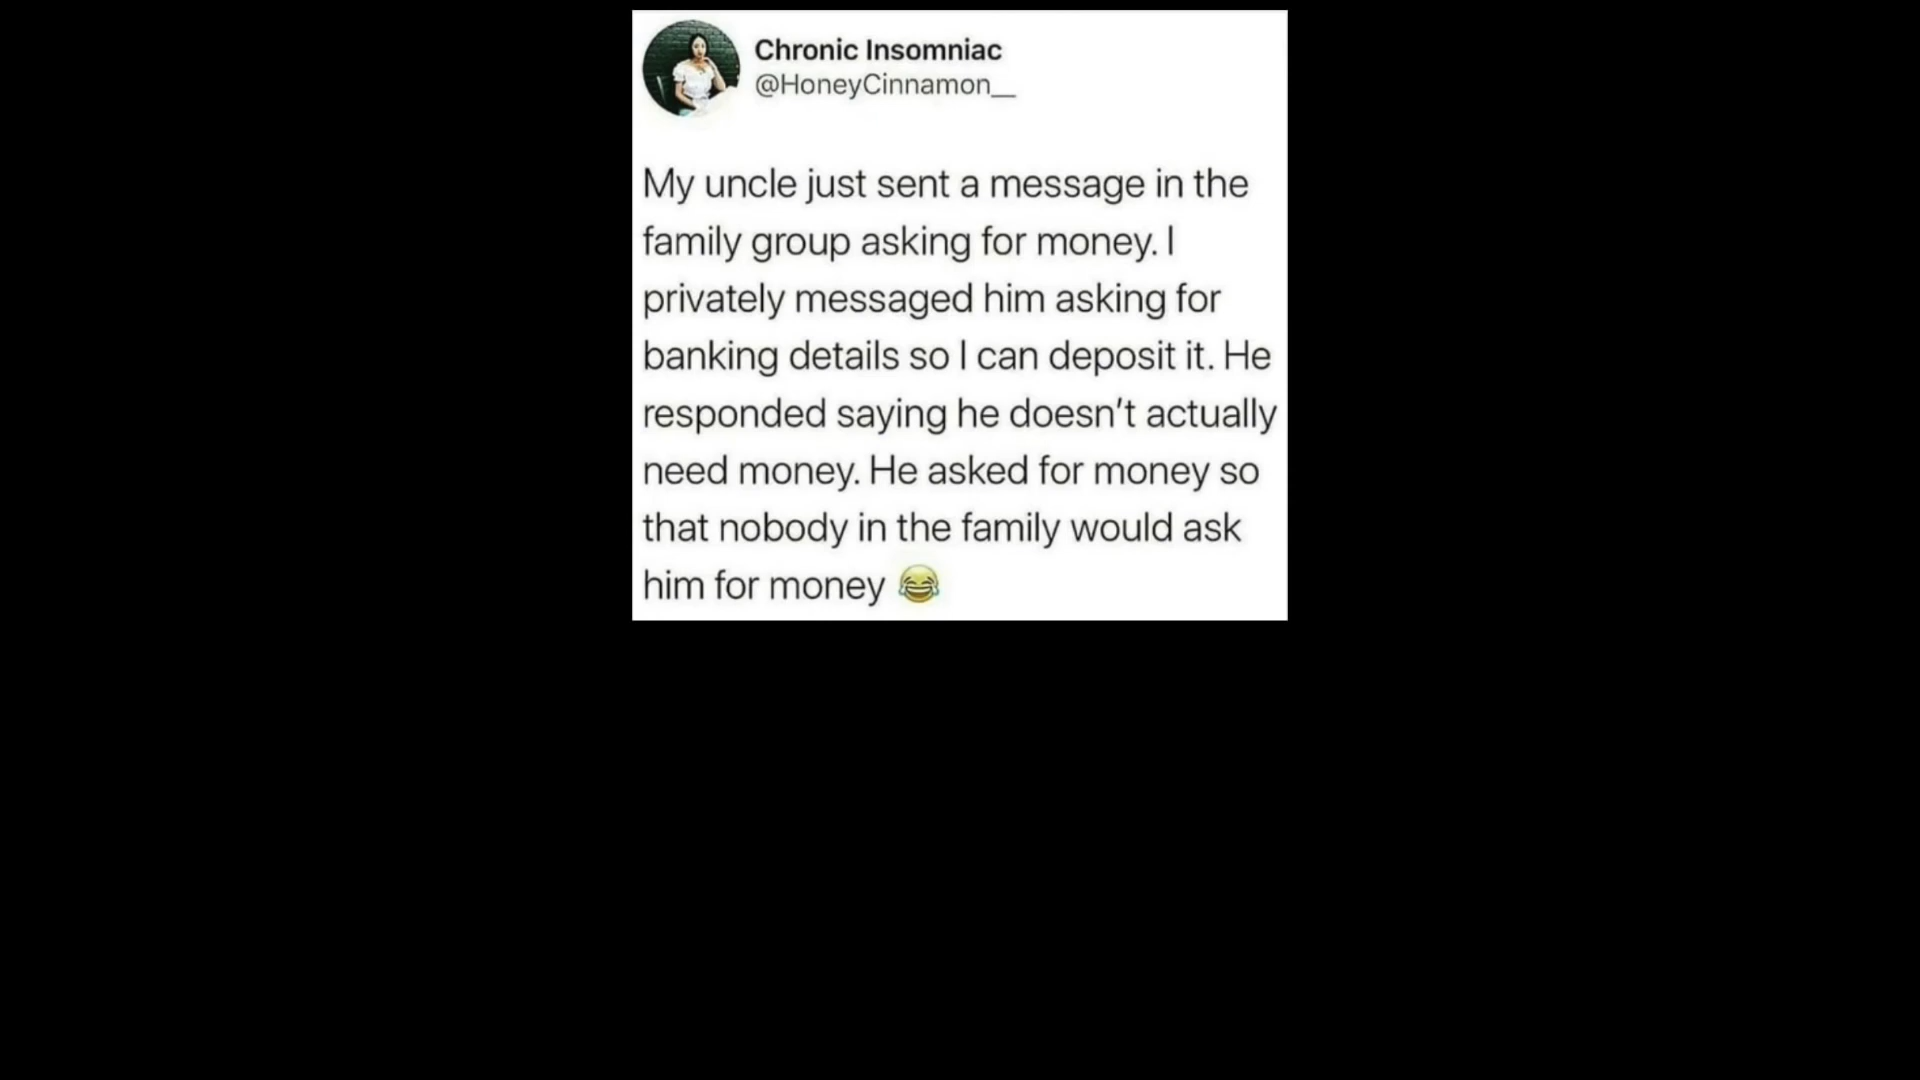 Chronic Insomniac
@HoneyCinnamon__
My uncle just sent a message in the
family group asking for money. I
privately messaged him asking for
banking details so I can deposit it. He
responded saying he doesn't actually
need money. He asked for money so
that nobody in the family would ask
him for money 😂